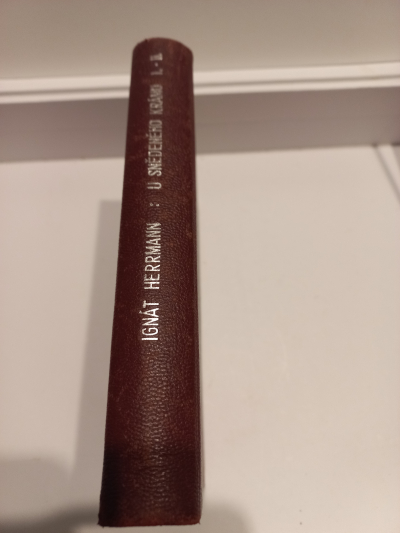 IGNÁT HERRMANN : U SNĚDENÉHO KRÁMU I.-II.